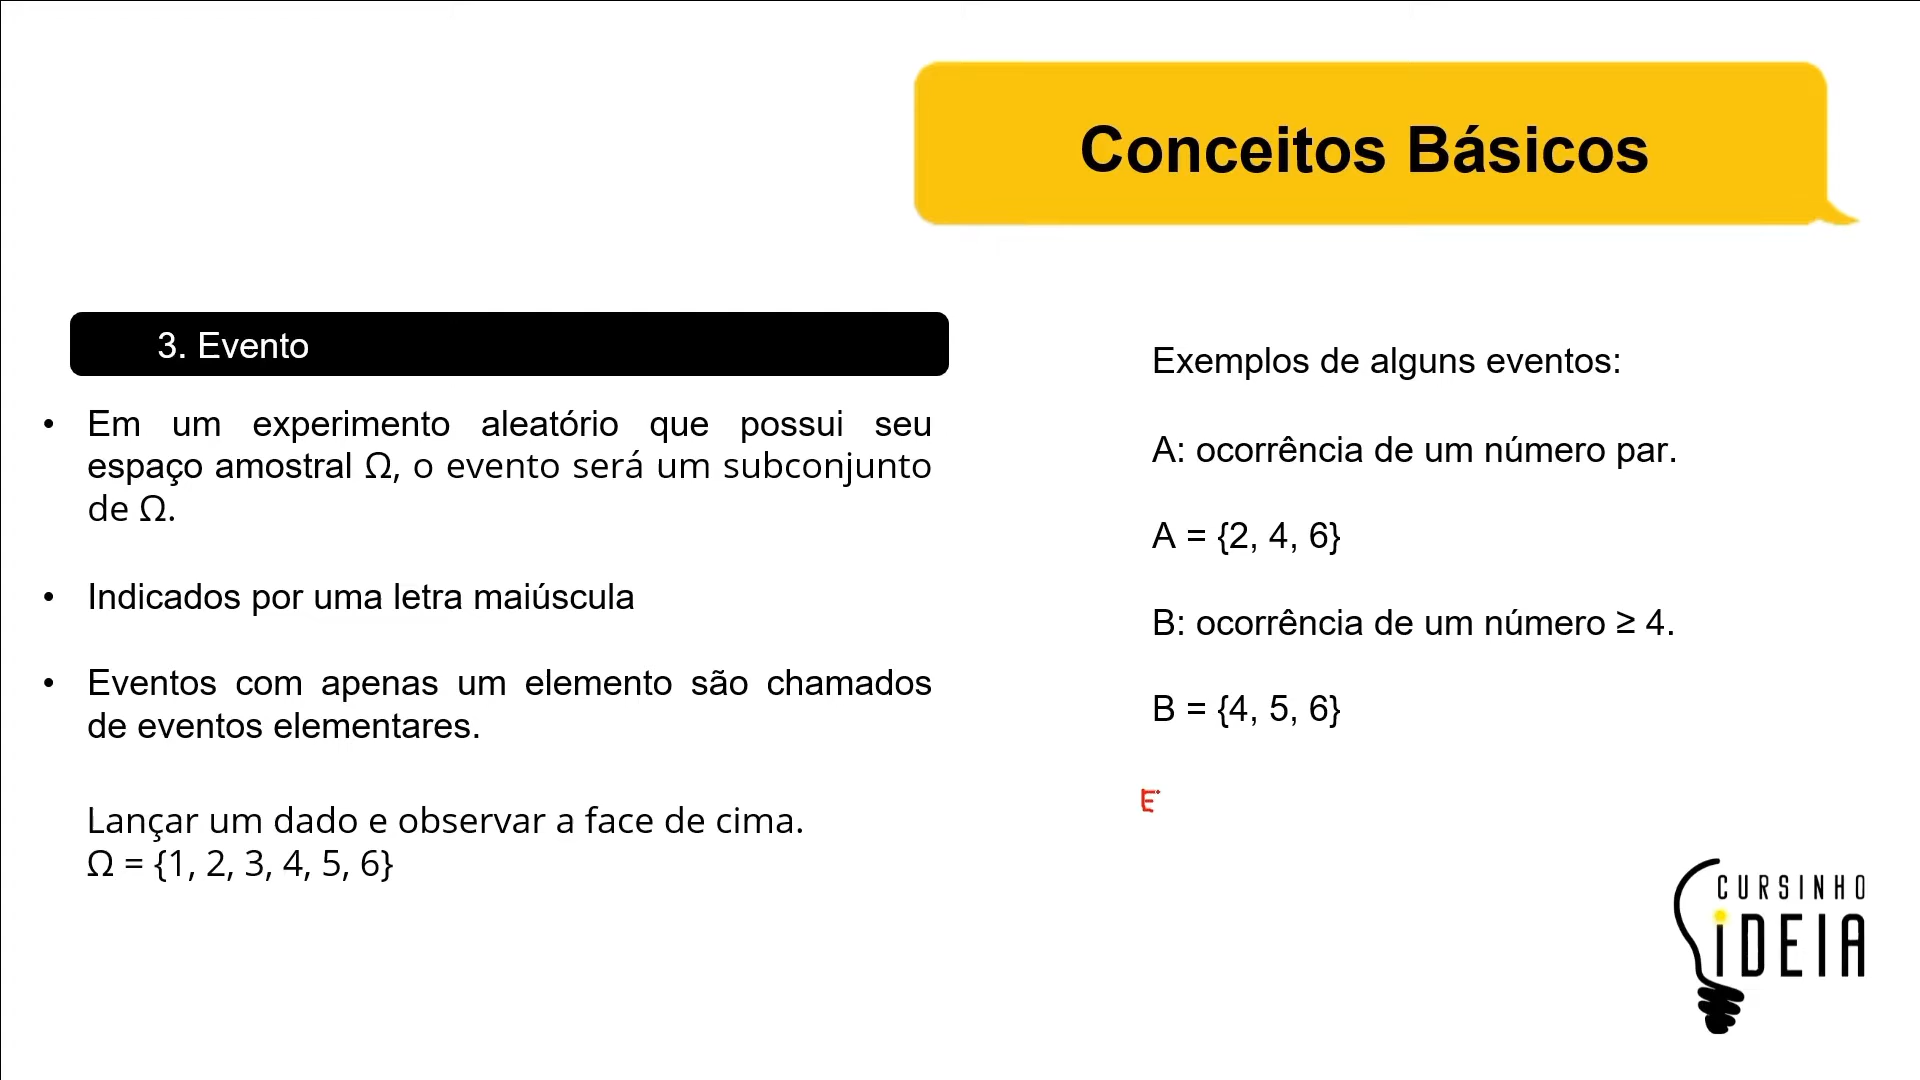 Conceitos Básicos
3. Evento
• Em um experimento aleatório que possui seu
espaço amostral Ω, o evento será um subconjunto
de Ω.
• Indicados por uma letra maiúscula
• Eventos com apenas um elemento são chamados
de eventos elementares.
Lançar um dado e observar a face de cima.
Ω = {1, 2, 3, 4, 5, 6}
Exemplos de alguns eventos:
A: ocorrência de um número par.
A = {2, 4, 6}
B: ocorrência de um número ≥ 4.
B = {4, 5, 6}
E
CURSINHO
iDEIA